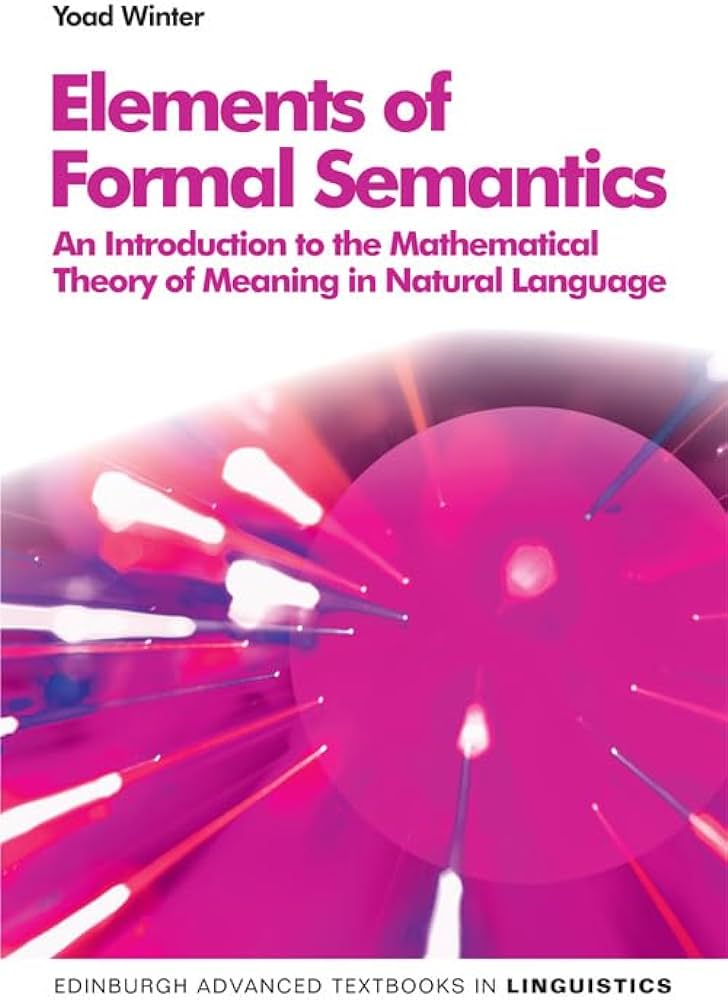 Yoad Winter
Elements of
Formal Semantics
An Introduction to the Mathematical
Theory of Meaning in Natural Language
EDINBURGH ADVANCED TEXTBOOKS IN LINGUISTICS